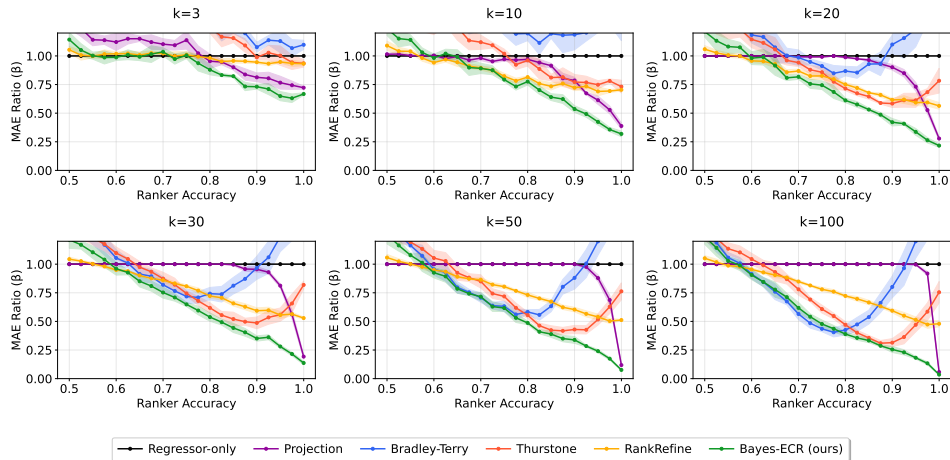 k=3
k=10
k=20
MAE Ratio (β)
1.00
0.75
0.50
0.25
0.00
0.5 0.6 0.7 0.8 0.9 1.0
Ranker Accuracy
MAE Ratio (β)
1.00
0.75
0.50
0.25
0.00
0.5 0.6 0.7 0.8 0.9 1.0
Ranker Accuracy
MAE Ratio (β)
1.00
0.75
0.50
0.25
0.00
0.5 0.6 0.7 0.8 0.9 1.0
Ranker Accuracy
k=30
k=50
k=100
MAE Ratio (β)
1.00
0.75
0.50
0.25
0.00
0.5 0.6 0.7 0.8 0.9 1.0
Ranker Accuracy
MAE Ratio (β)
1.00
0.75
0.50
0.25
0.00
0.5 0.6 0.7 0.8 0.9 1.0
Ranker Accuracy
MAE Ratio (β)
1.00
0.75
0.50
0.25
0.00
0.5 0.6 0.7 0.8 0.9 1.0
Ranker Accuracy
Regressor-only Projection Bradley-Terry Thurstone RankRefine Bayes-ECR (ours)